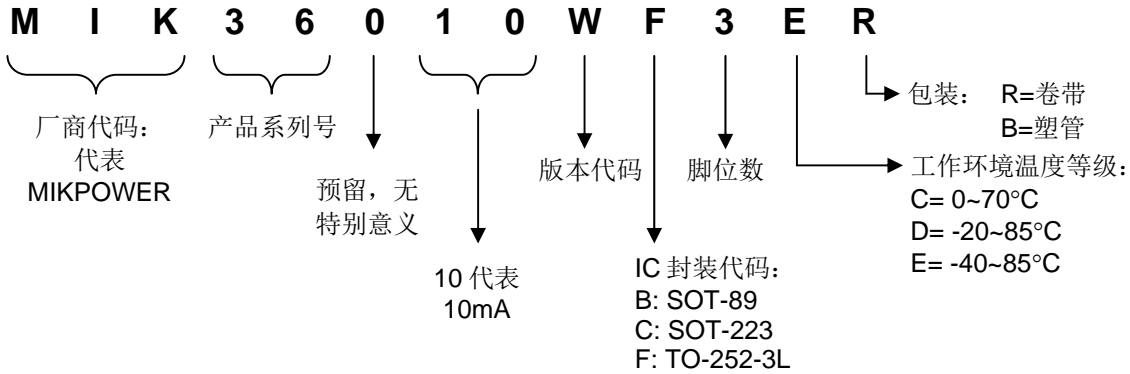 M I K 3 6 0 1 0 W F 3 E R
厂商代码：
代表
MIKPOWER
产品系列号
预留，无
特别意义
10 代表
10mA
版本代码
IC 封装代码：
B: SOT-89
C: SOT-223
F: TO-252-3L
脚位数
工作环境温度等级：
C= 0~70°C
D= -20~85°C
E= -40~85°C
包装： R=卷带
B=塑管